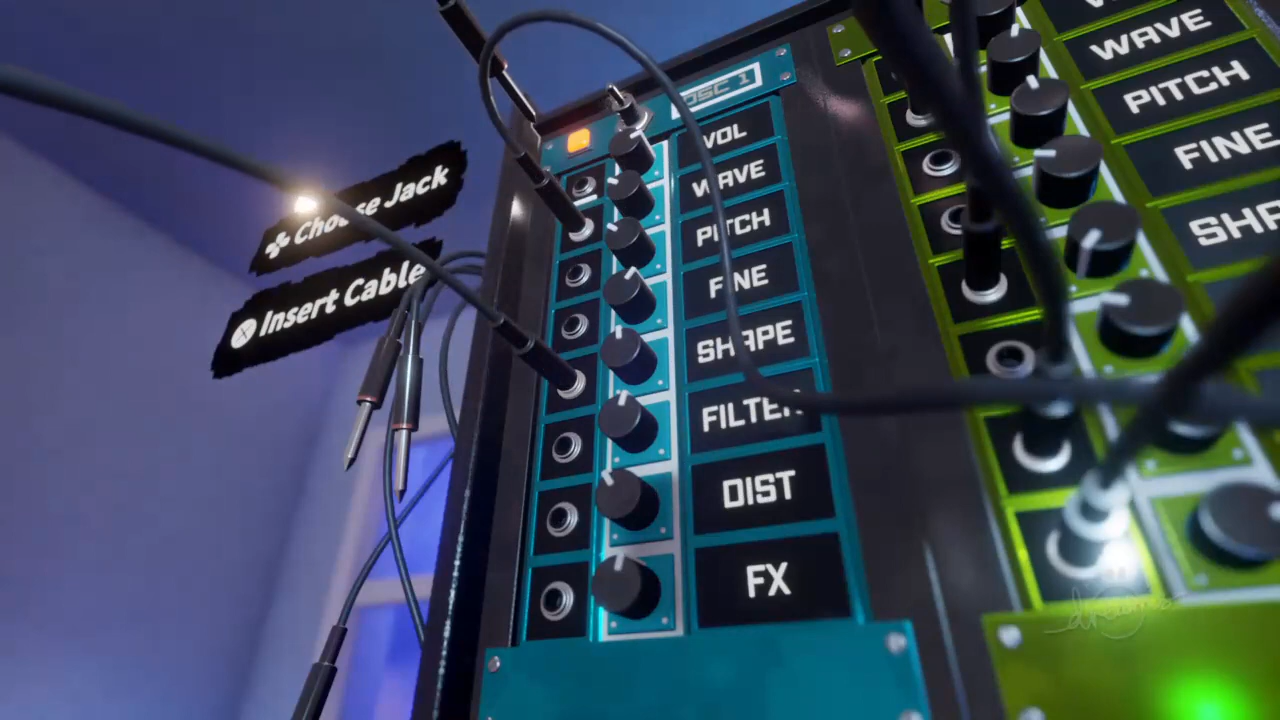 Choose Jack
Insert Cable
OSC 1
VOL
WAVE
PITCH
FINE
SHAPE
FILTER
DIST
FX
WAVE
PITCH
FINE